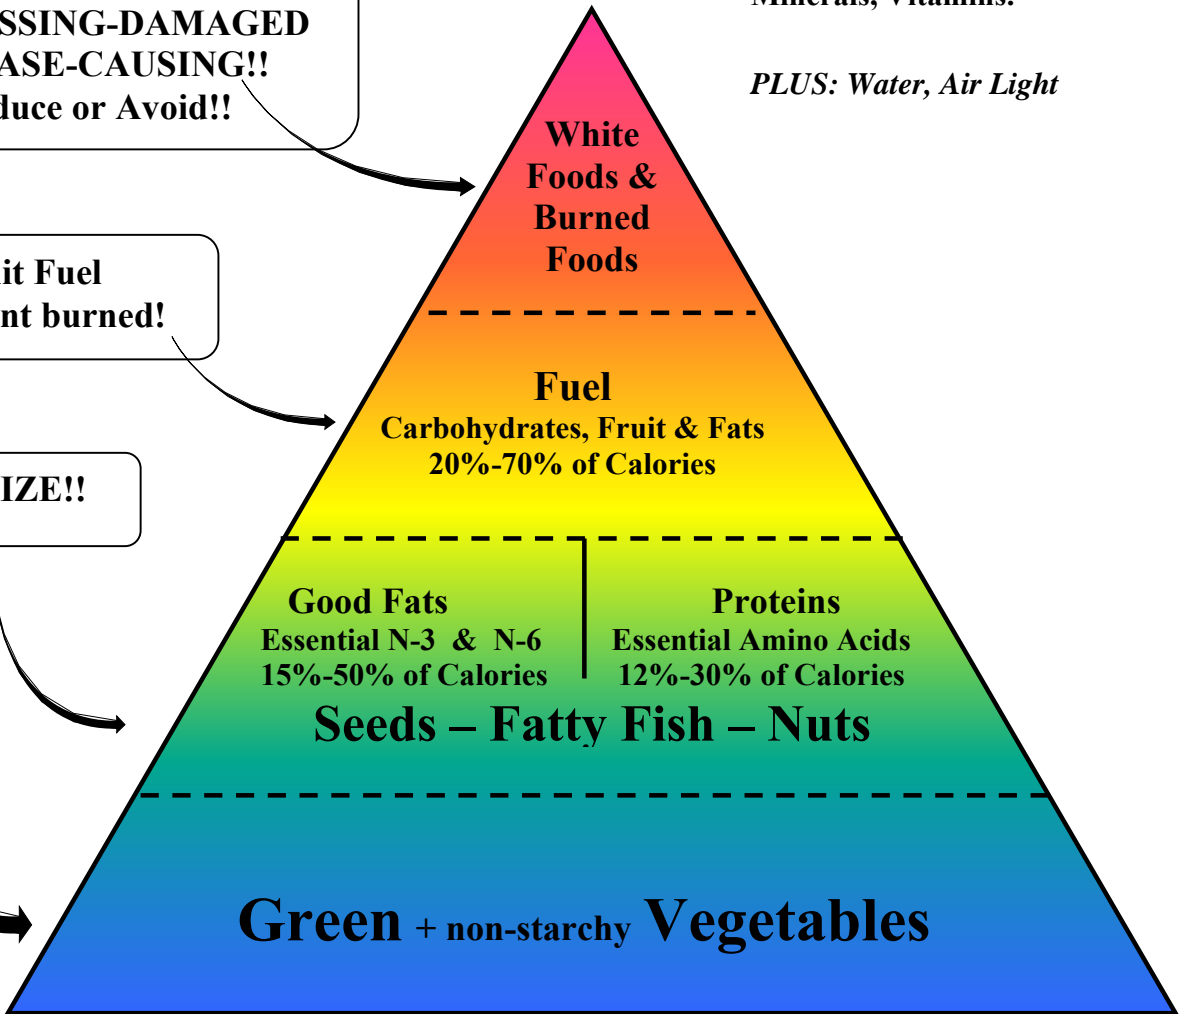 SSING-DAMAGED
ASE-CAUSING!!
duce or Avoid!!
Minerals, Vitamins.
PLUS: Water, Air Light
White
Foods &
Burned
Foods
it Fuel
nt burned!
Fuel
Carbohydrates, Fruit & Fats
20%-70% of Calories
IZE!!
Good Fats
Essential N-3 & N-6
15%-50% of Calories
Proteins
Essential Amino Acids
12%-30% of Calories
Seeds – Fatty Fish – Nuts
Green + non-starchy Vegetables